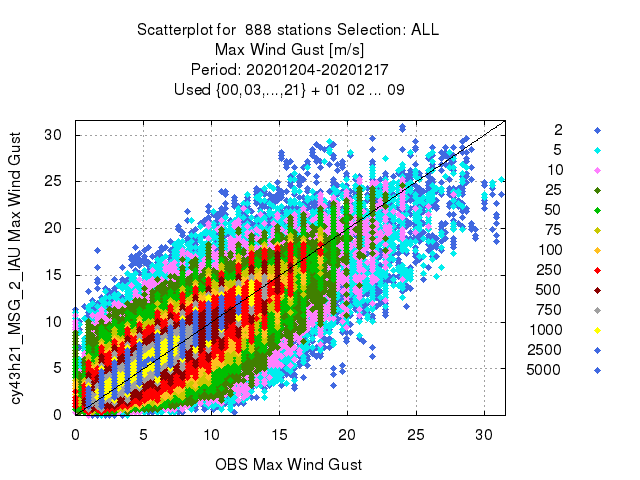 Scatterplot for 888 stations Selection: ALL
Max Wind Gust [m/s]
Period: 20201204-20201217
Used {00,03,...,21} + 01 02 ... 09
cy43h21_MSG_2_IAU Max Wind Gust
30
25
20
15
10
5
0
0 5 10 15 20 25 30
OBS Max Wind Gust
2
5
10
25
50
75
100
250
500
750
1000
2500
5000